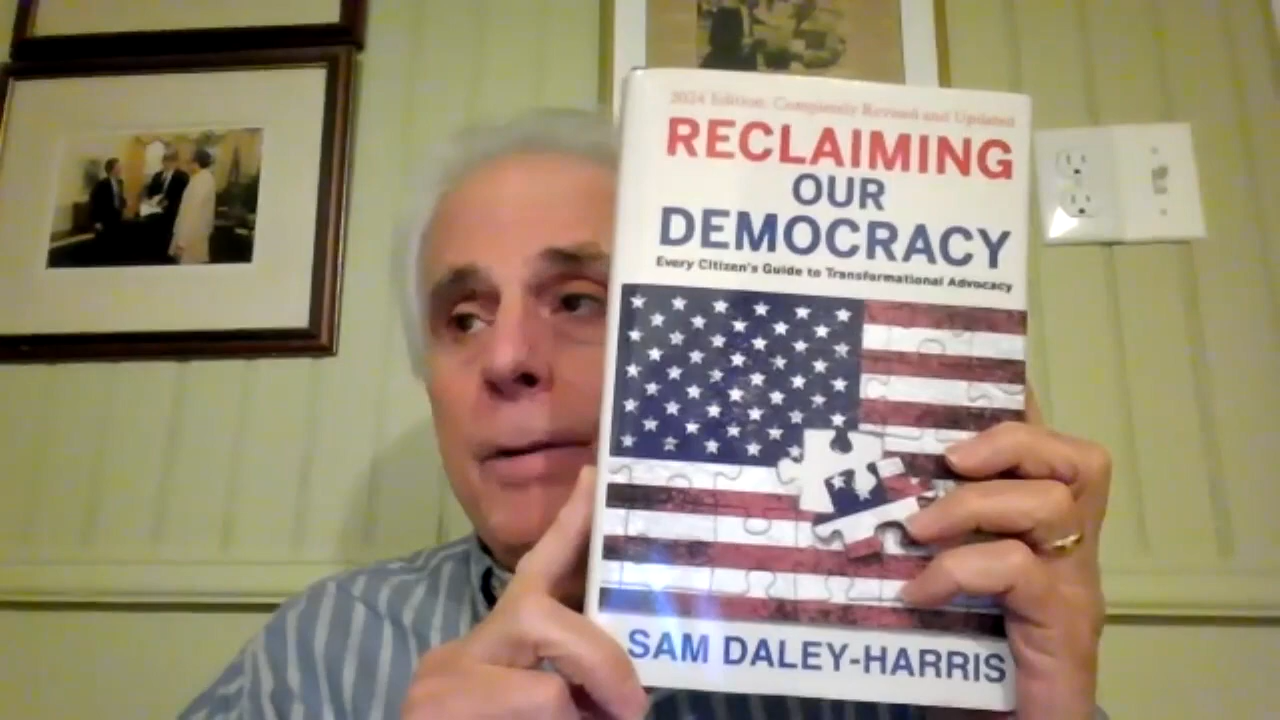 2024 Edition: Completely Revised and Updated
RECLAIMING
OUR
DEMOCRACY
Every Citizen's Guide to Transformational Advocacy
SAM DALEY-HARRIS